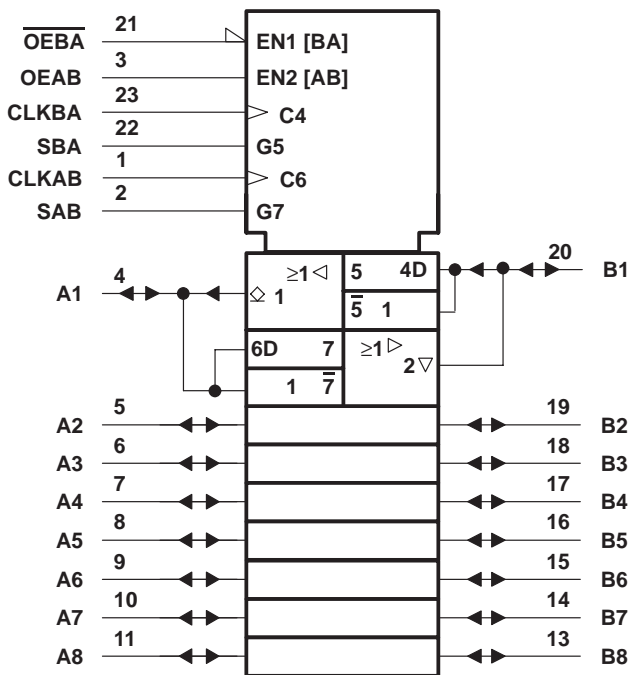 OEBA 21 EN1 [BA]
OEAB 3 EN2 [AB]
CLKBA 23 C4
SBA 22 G5
CLKAB 1 C6
SAB 2 G7
A1 4 ≥1 1 5 4D 20 B1
5 1
6D 7 ≥1 2
1 7
A2 5 19 B2
A3 6 18 B3
A4 7 17 B4
A5 8 16 B5
A6 9 15 B6
A7 10 14 B7
A8 11 13 B8